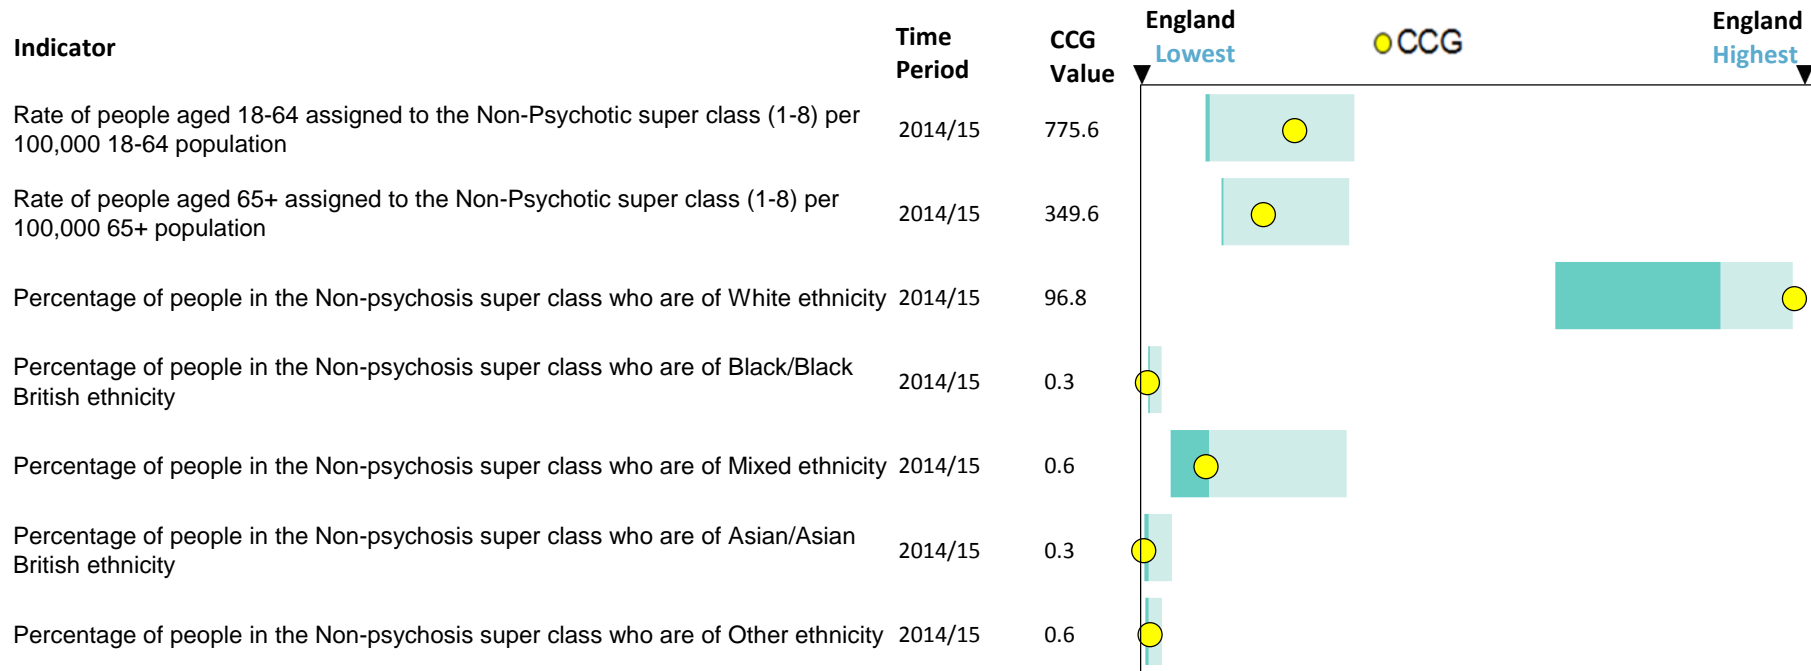 Indicator
Time Period
CCG Value
England Lowest
CCG
England Highest
Rate of people aged 18-64 assigned to the Non-Psychotic super class (1-8) per
100,000 18-64 population
2014/15
775.6
Rate of people aged 65+ assigned to the Non-Psychotic super class (1-8) per
100,000 65+ population
2014/15
349.6
Percentage of people in the Non-psychosis super class who are of White ethnicity
2014/15
96.8
Percentage of people in the Non-psychosis super class who are of Black/Black
British ethnicity
2014/15
0.3
Percentage of people in the Non-psychosis super class who are of Mixed ethnicity
2014/15
0.6
Percentage of people in the Non-psychosis super class who are of Asian/Asian
British ethnicity
2014/15
0.3
Percentage of people in the Non-psychosis super class who are of Other ethnicity
2014/15
0.6